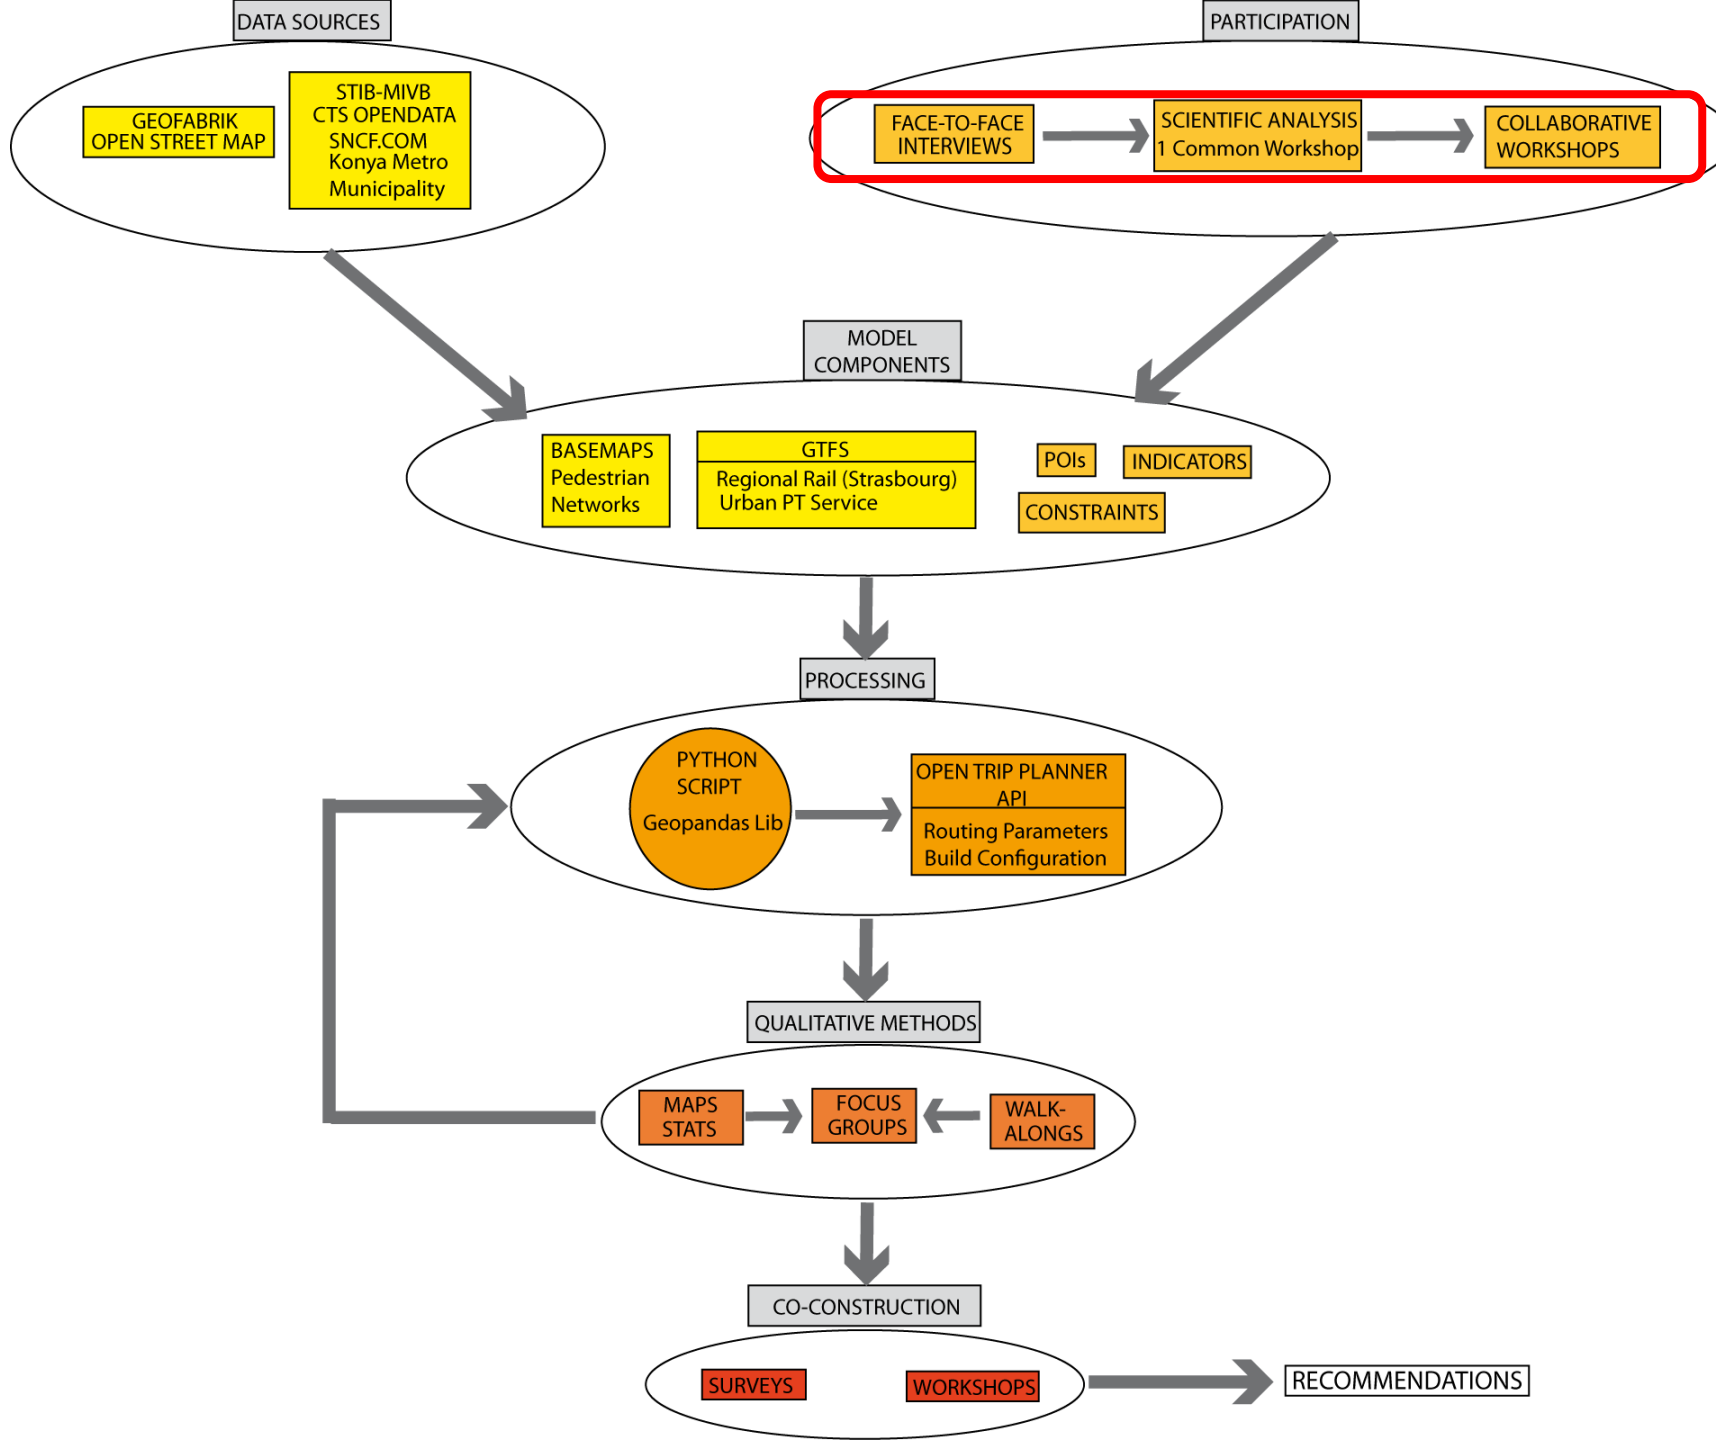 DATA SOURCES
PARTICIPATION
GEOFABRIK
OPEN STREET MAP
STIB-MIVB
CTS OPENDATA
SNCF.COM
Konya Metro
Municipality
FACE-TO-FACE
INTERVIEWS
SCIENTIFIC ANALYSIS
1 Common Workshop
COLLABORATIVE
WORKSHOPS
MODEL
COMPONENTS
BASEMAPS
Pedestrian
Networks
GTFS
Regional Rail (Strasbourg)
Urban PT Service
POIs
INDICATORS
CONSTRAINTS
PROCESSING
PYTHON
SCRIPT
Geopandas Lib
OPEN TRIP PLANNER
API
Routing Parameters
Build Configuration
QUALITATIVE METHODS
MAPS
STATS
FOCUS
GROUPS
WALK-
ALONGS
CO-CONSTRUCTION
SURVEYS
WORKSHOPS
RECOMMENDATIONS